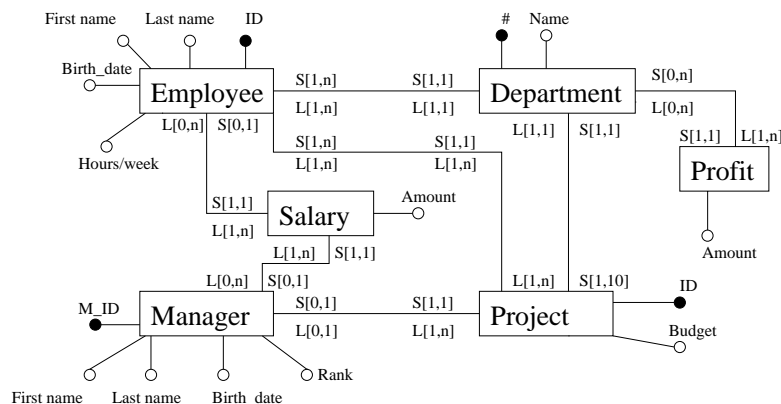 First name Last name ID # Name
Birth_date
Employee S[1,n] S[1,1] Department S[0,n]
L[0,n] S[0,1] L[1,n] L[1,1] L[0,n]
S[1,n] S[1,1] L[1,1] S[1,1] S[1,1] L[1,n]
L[1,n] L[1,n]
Hours/week Profit
S[1,1] Salary Amount
L[1,n]
L[1,n] S[1,1] Amount
L[0,n] S[0,1] L[1,n] S[1,10] ID
M_ID S[0,1] S[1,1]
Manager Project
L[0,1] L[1,n] Budget
Rank
First name Last name Birth_date